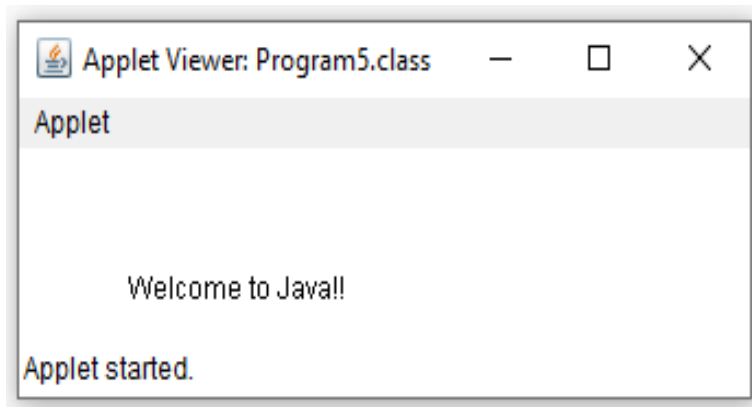 Applet Viewer: Program5.class
Applet
Welcome to Java!!
Applet started.